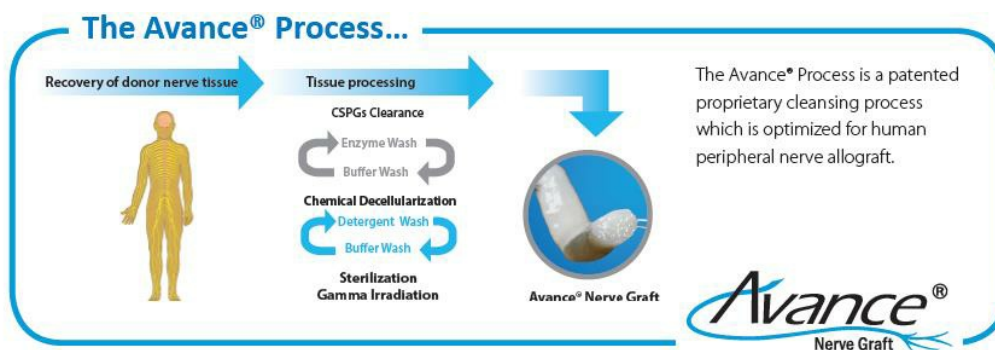 The Avance® Process...
Recovery of donor nerve tissue
Tissue processing
CSPGs Clearance
Enzyme Wash
Buffer Wash
Chemical Decellularization
Detergent Wash
Buffer Wash
Sterilization
Gamma Irradiation
Avance® Nerve Graft
The Avance® Process is a patented
proprietary cleansing process
which is optimized for human
peripheral nerve allograft.
Avance®
Nerve Graft